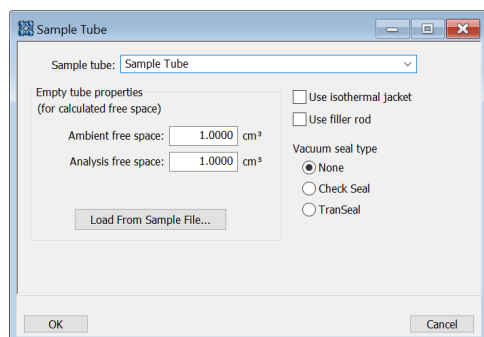 Sample Tube
Sample tube: Sample Tube
Empty tube properties
(for calculated free space)
Ambient free space: 1.0000 cm³
Analysis free space: 1.0000 cm³
Load From Sample File...
Use isothermal jacket
Use filler rod
Vacuum seal type
None
Check Seal
TranSeal
OK
Cancel